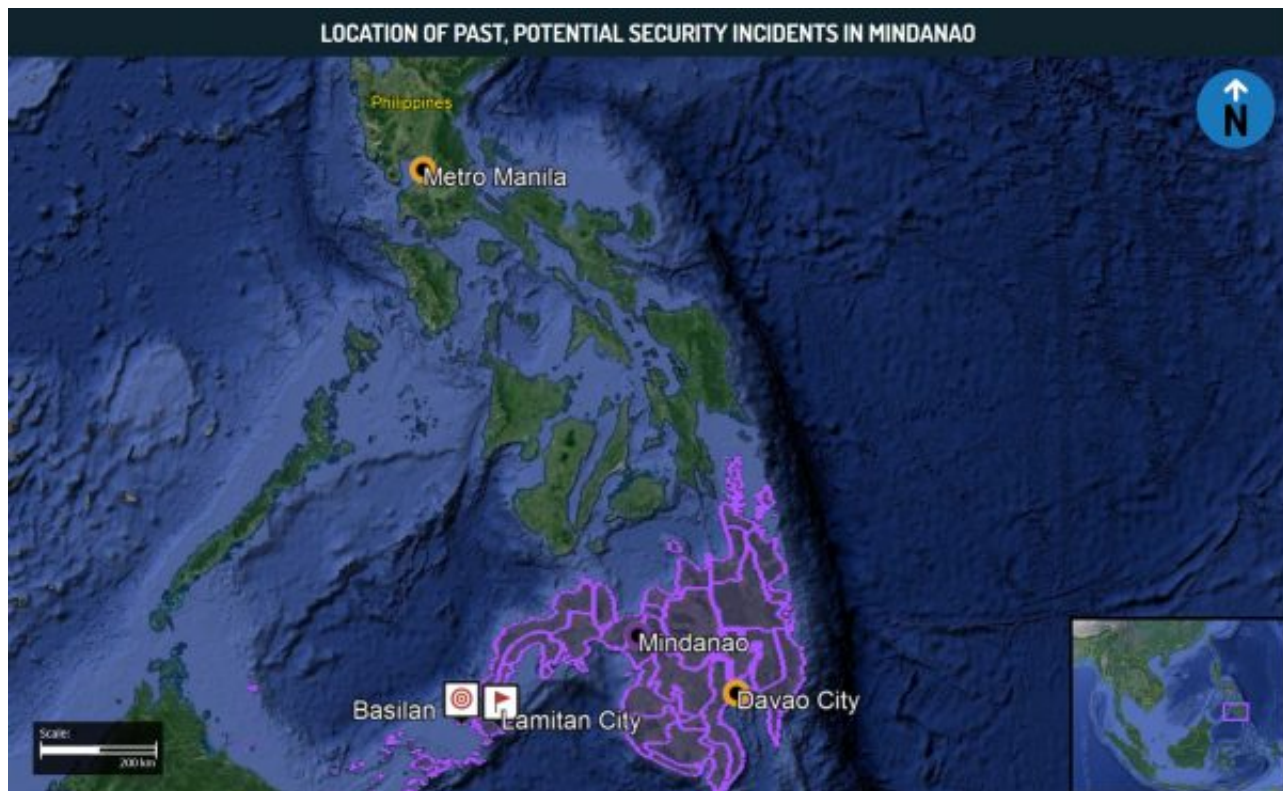 LOCATION OF PAST, POTENTIAL SECURITY INCIDENTS IN MINDANAO
N
Philippines
Metro Manila
Mindanao
Basilan
Lamitan City
Davao City
Scale:
200 km